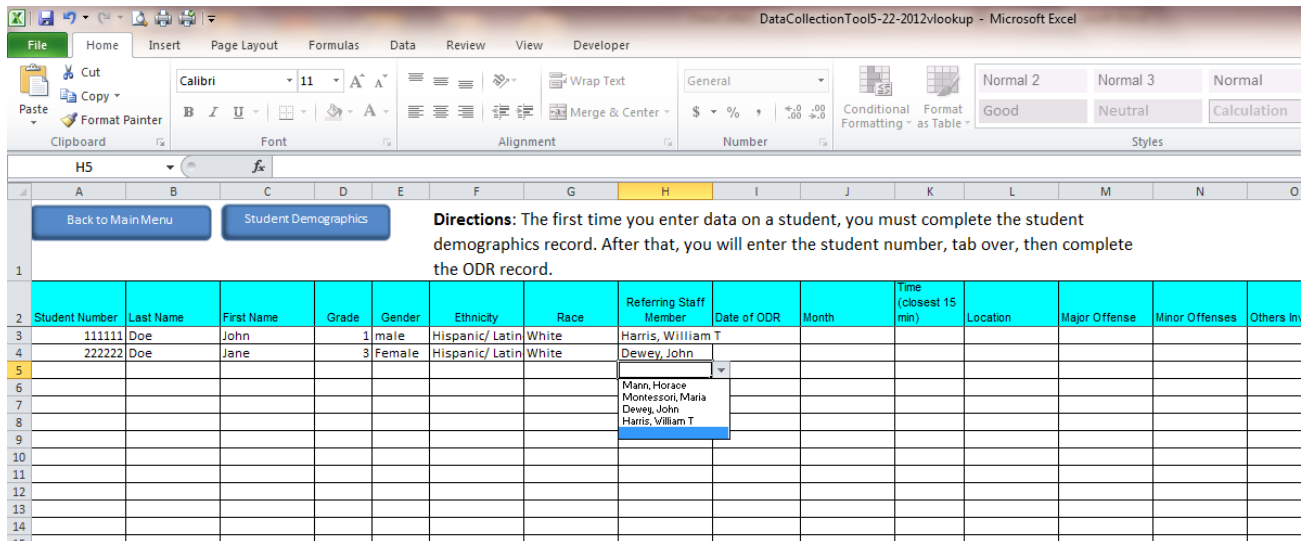 DataCollectionTool5-22-2012vlookup - Microsoft Excel
File Home Insert Page Layout Formulas Data Review View Developer
Cut
Copy
Format Painter
Paste
Clipboard
Calibri 11 A A
B I U A
Font
Wrap Text
Merge & Center
Alignment
General
$ % , .0 .00 .00 .0
Number
Conditional Formatting
Format as Table
Normal 2 Normal 3 Normal
Good Neutral Calculation
Styles
H5 fx
A B C D E F G H I J K L M N O
Back to Main Menu Student Demographics
Directions: The first time you enter data on a student, you must complete the student
demographics record. After that, you will enter the student number, tab over, then complete
the ODR record.
1
2 Student Number Last Name First Name Grade Gender Ethnicity Race Referring Staff Member Date of ODR Month Time (closest 15 min) Location Major Offense Minor Offenses Others Inv
3 111111 Doe John 1 male Hispanic/ Latin White Harris, William T
4 222222 Doe Jane 3 Female Hispanic/ Latin White Dewey, John
5
Mann, Horace
6
Montessori, Maria
7
Dewey, John
8
Harris, William T
9
10
11
12
13
14